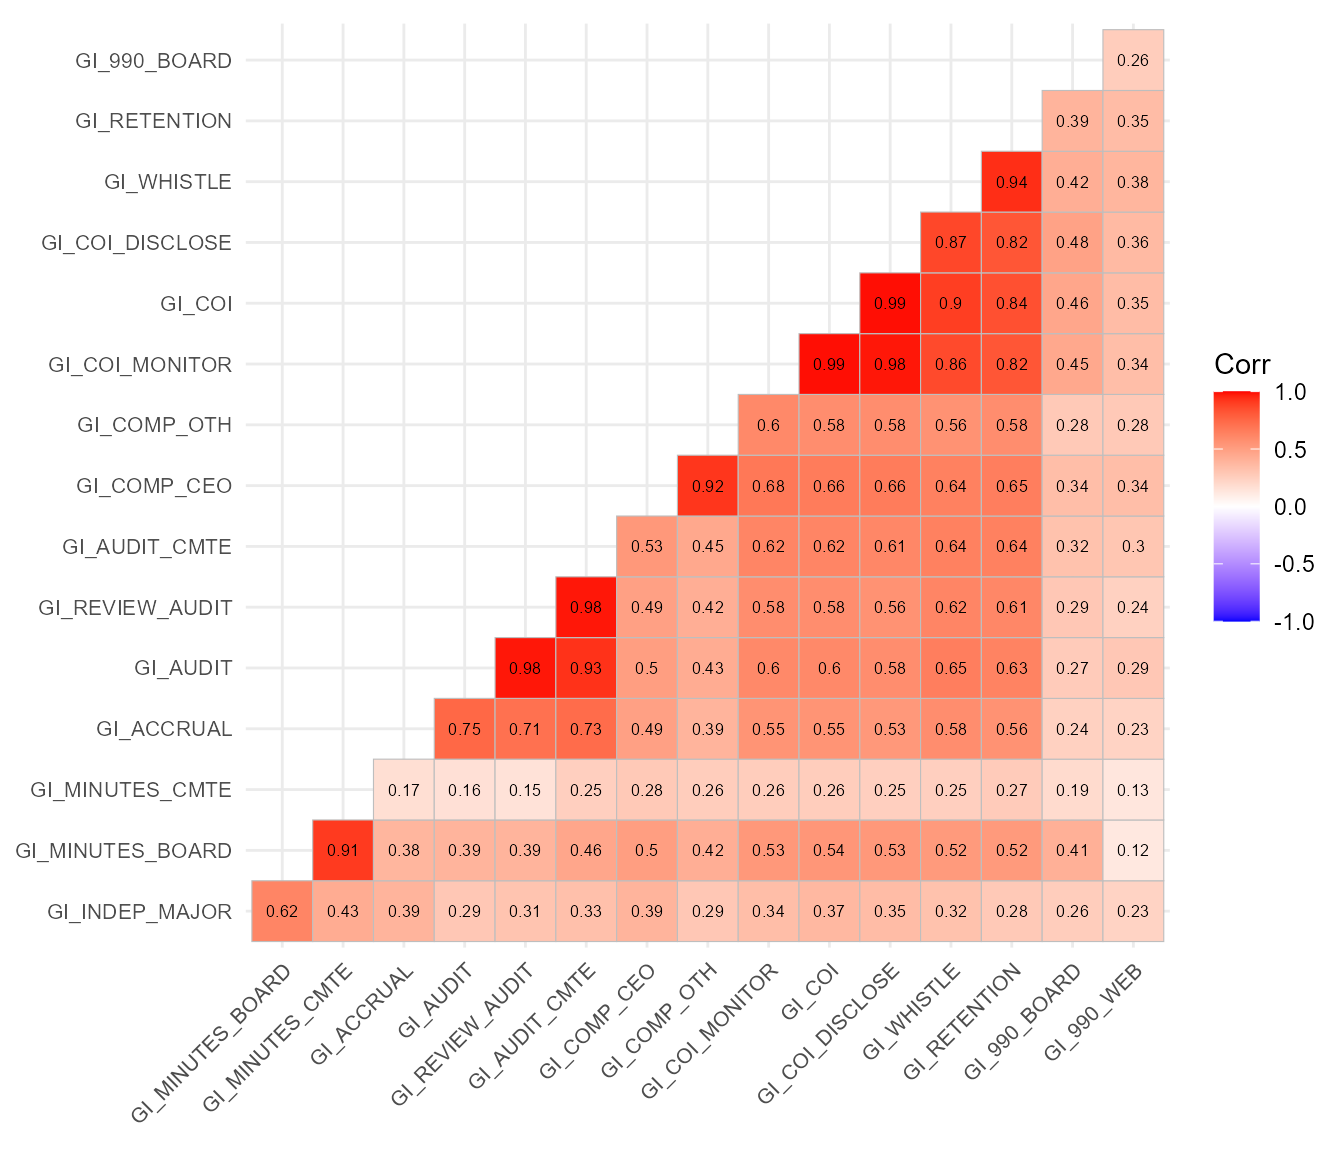 GI_990_BOARD 0.26
GI_RETENTION 0.39 0.35
GI_WHISTLE 0.94 0.42 0.38
GI_COI_DISCLOSE 0.87 0.82 0.48 0.36
GI_COI 0.99 0.9 0.84 0.46 0.35
GI_COI_MONITOR 0.99 0.98 0.86 0.82 0.45 0.34
GI_COMP_OTH 0.6 0.58 0.58 0.56 0.58 0.28 0.28
GI_COMP_CEO 0.92 0.68 0.66 0.66 0.64 0.65 0.34 0.34
GI_AUDIT_CMTE 0.53 0.45 0.62 0.62 0.61 0.64 0.64 0.32 0.3
GI_REVIEW_AUDIT 0.98 0.49 0.42 0.58 0.58 0.56 0.62 0.61 0.29 0.24
GI_AUDIT 0.98 0.93 0.5 0.43 0.6 0.6 0.58 0.65 0.63 0.27 0.29
GI_ACCRUAL 0.75 0.71 0.73 0.49 0.39 0.55 0.55 0.53 0.58 0.56 0.24 0.23
GI_MINUTES_CMTE 0.17 0.16 0.15 0.25 0.28 0.26 0.26 0.26 0.25 0.25 0.27 0.19 0.13
GI_MINUTES_BOARD 0.91 0.38 0.39 0.39 0.46 0.5 0.42 0.53 0.54 0.53 0.52 0.52 0.41 0.12
GI_INDEP_MAJOR 0.62 0.43 0.39 0.29 0.31 0.33 0.39 0.29 0.34 0.37 0.35 0.32 0.28 0.26 0.23
GI_MINUTES_BOARD
GI_MINUTES_CMTE
GI_ACCRUAL
GI_AUDIT
GI_REVIEW_AUDIT
GI_AUDIT_CMTE
GI_COMP_CEO
GI_COMP_OTH
GI_COI_MONITOR
GI_COI
GI_COI_DISCLOSE
GI_WHISTLE
GI_RETENTION
GI_990_BOARD
GI_990_WEB
Corr
1.0
0.5
0.0
-0.5
-1.0